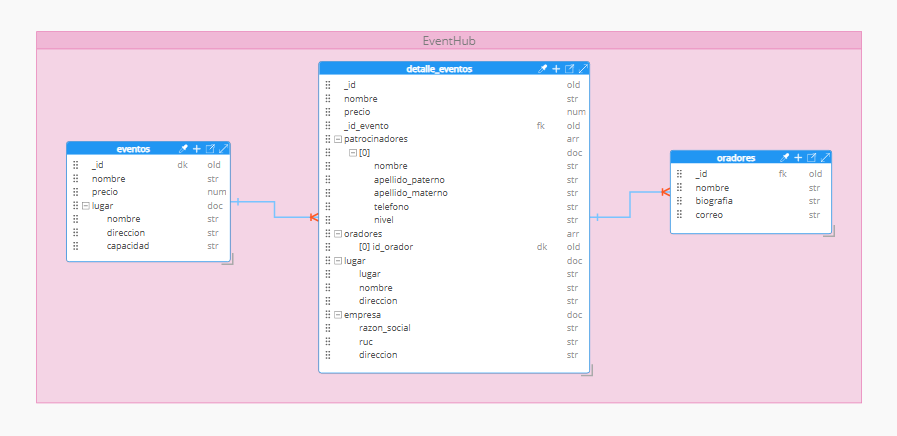 EventHub
eventos
_id dk oId
nombre str
precio num
lugar doc
nombre str
direccion str
capacidad str
detalle_eventos
_id oId
nombre str
precio num
_id_evento fk oId
patrocinadores arr
[0] doc
nombre str
apellido_paterno str
apellido_materno str
telefono str
nivel str
oradores arr
[0] id_orador dk oId
lugar doc
lugar str
nombre str
direccion str
empresa doc
razon_social str
ruc str
direccion str
oradores
_id fk oId
nombre str
biografia str
correo str